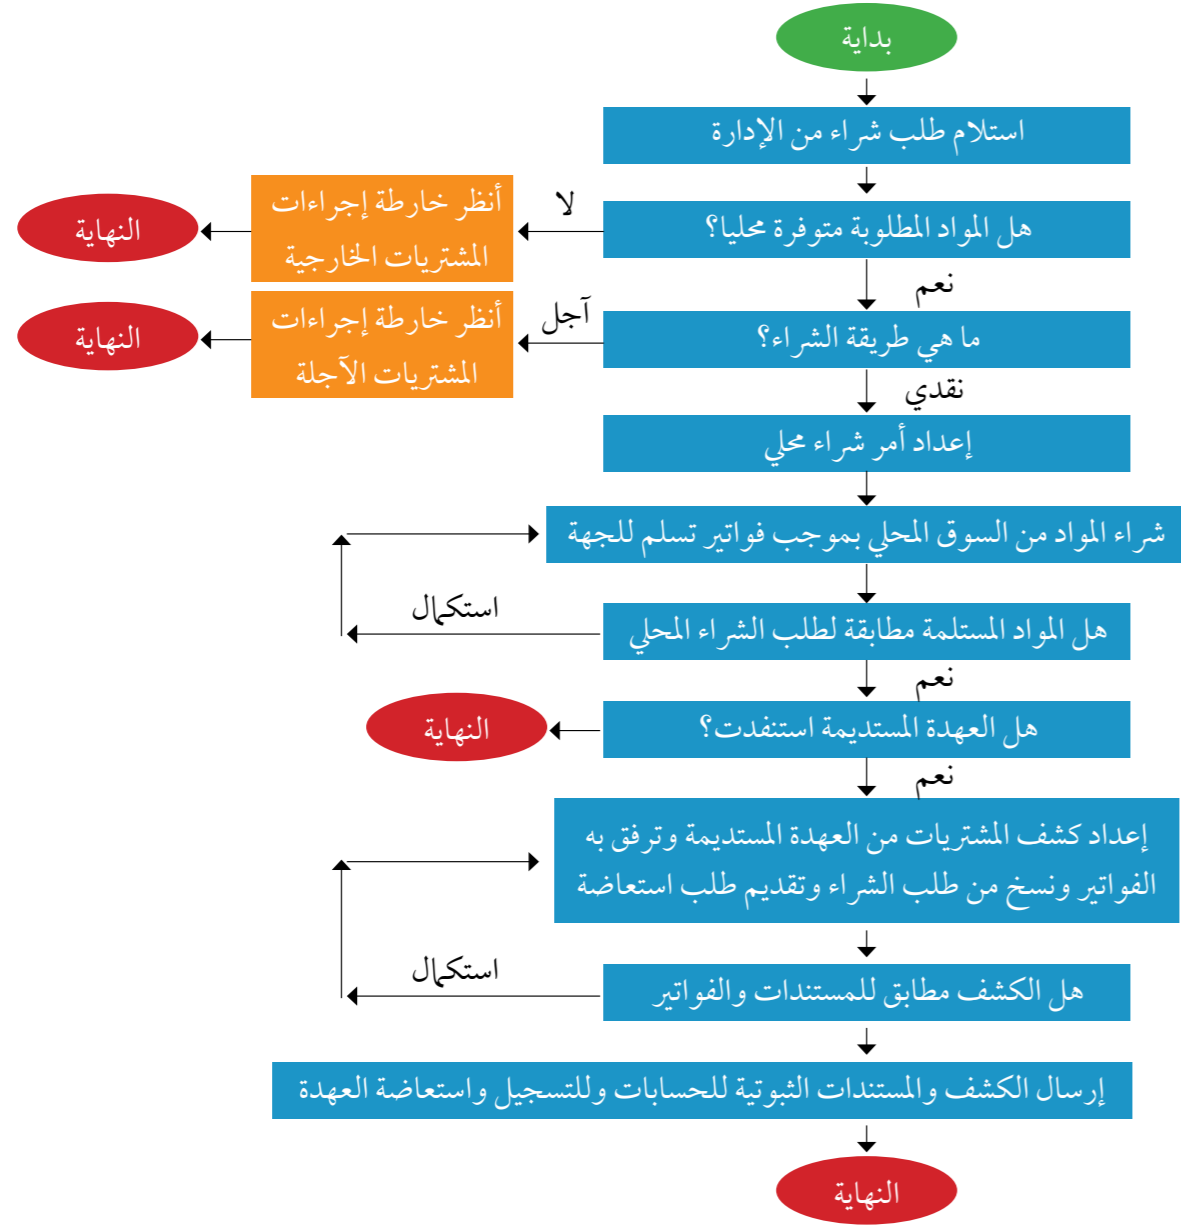 بداية
استلام طلب شراء من الإدارة
هل المواد المطلوبة متوفرة محليا؟
لا
أنظر خارطة إجراءات
المشتريات الخارجية
النهاية
نعم
ما هي طريقة الشراء؟
آجل
أنظر خارطة إجراءات
المشتريات الآجلة
النهاية
نقدي
إعداد أمر شراء محلي
شراء المواد من السوق المحلي بموجب فواتير تسلم للجهة
هل المواد المستلمة مطابقة لطلب الشراء المحلي
استكمال
نعم
هل العهدة المستديمة استنفدت؟
النهاية
نعم
إعداد كشف المشتريات من العهدة المستديمة وترفق به
الفواتير ونسخ من طلب الشراء وتقديم طلب استعاضة
هل الكشف مطابق للمستندات والفواتير
استكمال
إرسال الكشف والمستندات الثبوتية للحسابات وللتسجيل واستعاضة العهدة
النهاية